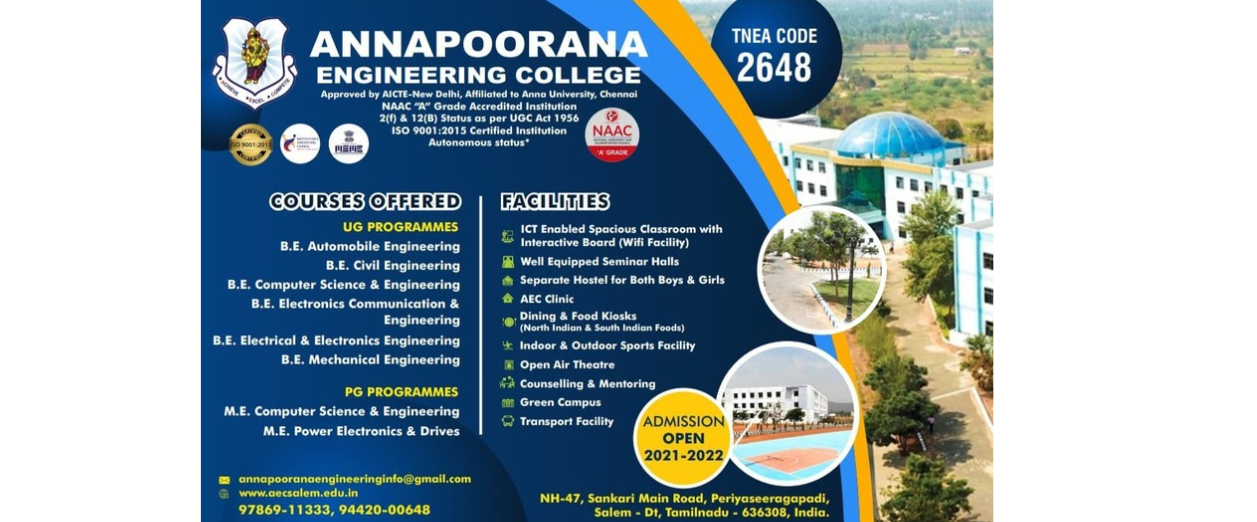 ANNAPOORANA
ENGINEERING COLLEGE
Approved by AICTE-New Delhi, Affiliated to Anna University, Chennai
NAAC "A" Grade Accredited Institution
2(f) & 12(B) Status as per UGC Act 1956
ISO 9001:2015 Certified Institution
Autonomous status*
ACHIEVE • EXCEL • COMPETE
ISO 9001:2015
MSME
NAAC
'A' GRADE
TNEA CODE
2648
COURSES OFFERED
UG PROGRAMMES
B.E. Automobile Engineering
B.E. Civil Engineering
B.E. Computer Science & Engineering
B.E. Electronics Communication &
Engineering
B.E. Electrical & Electronics Engineering
B.E. Mechanical Engineering
PG PROGRAMMES
M.E. Computer Science & Engineering
M.E. Power Electronics & Drives
FACILITIES
ICT Enabled Spacious Classroom with
Interactive Board (Wifi Facility)
Well Equipped Seminar Halls
Separate Hostel for Both Boys & Girls
AEC Clinic
Dining & Food Kiosks
(North Indian & South Indian Foods)
Indoor & Outdoor Sports Facility
Open Air Theatre
Counselling & Mentoring
Green Campus
Transport Facility
ADMISSION
OPEN
2021-2022
annapooranaengineeringinfo@gmail.com
www.aecsalem.edu.in
97869-11333, 94420-00648
NH-47, Sankari Main Road, Periyaseeragapadi,
Salem - Dt, Tamilnadu - 636308, India.